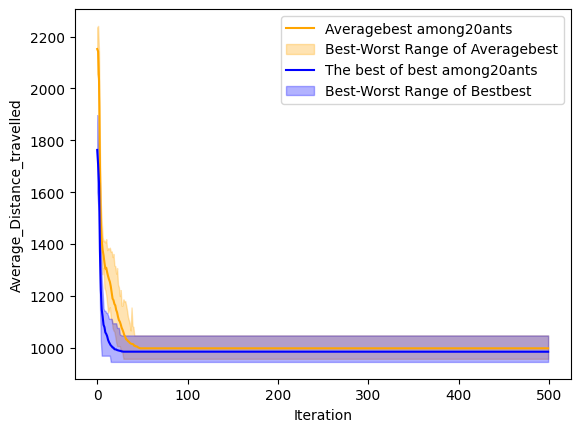 Averagebest among20ants
Best-Worst Range of Averagebest
The best of best among20ants
Best-Worst Range of Bestbest
Average_Distance_travelled
2200
2000
1800
1600
1400
1200
1000
0 100 200 300 400 500
Iteration